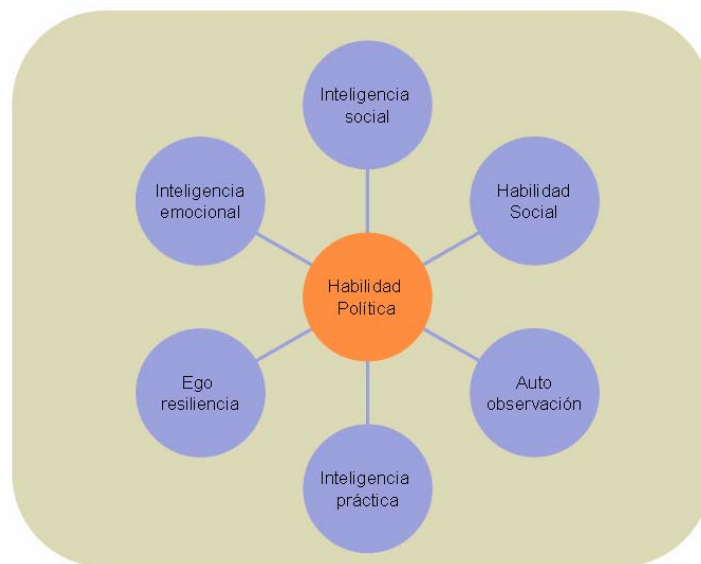 Inteligencia
social
Inteligencia
emocional
Habilidad
Social
Habilidad
Política
Ego
resiliencia
Auto
observación
Inteligencia
práctica